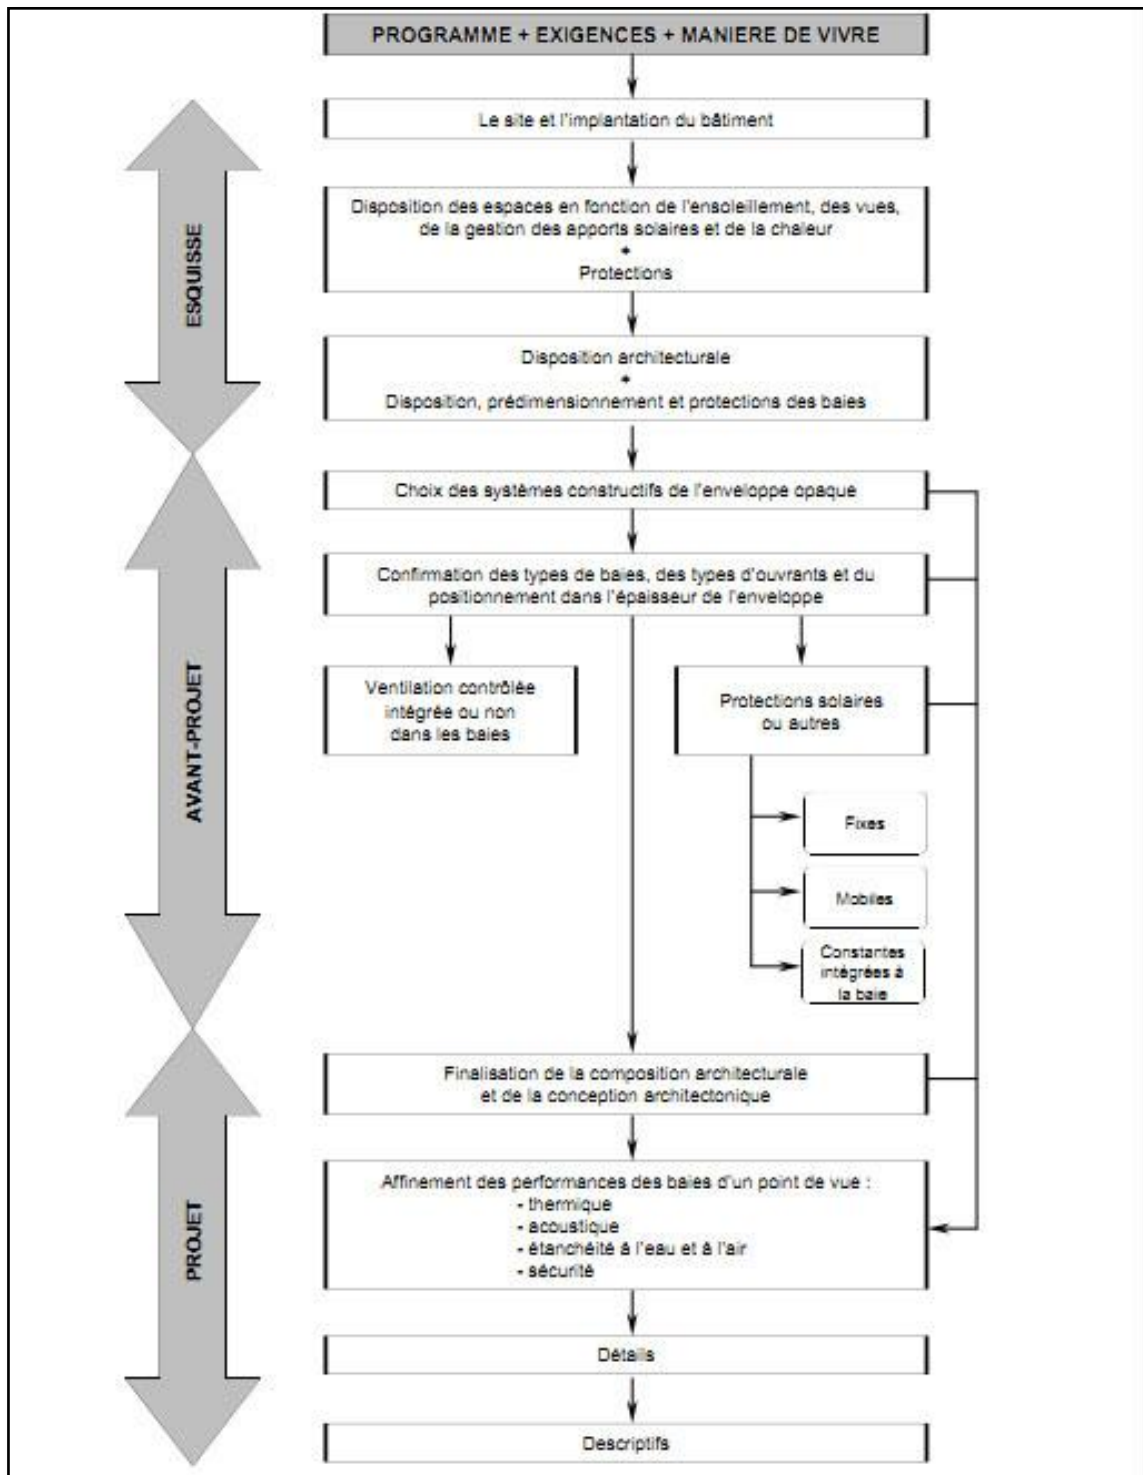 PROGRAMME + EXIGENCES + MANIERE DE VIVRE
Le site et l'implantation du bâtiment
Disposition des espaces en fonction de l'ensoleillement, des vues,
de la gestion des apports solaires et de la chaleur
+
Protections
Disposition architecturale
+
Disposition, prédimensionnement et protections des baies
ESQUISSE
Choix des systèmes constructifs de l'enveloppe opaque
Confirmation des types de baies, des types d'ouvrants et du
positionnement dans l'épaisseur de l'enveloppe
Ventilation contrôlée
intégrée ou non
dans les baies
Protections solaires
ou autres
Fixes
Mobiles
Constantes
intégrées à
la baie
AVANT-PROJET
Finalisation de la composition architecturale
et de la conception architectonique
Affinement des performances des baies d'un point de vue :
- thermique
- acoustique
- étanchéité à l'eau et à l'air
- sécurité
Détails
Descriptifs
PROJET